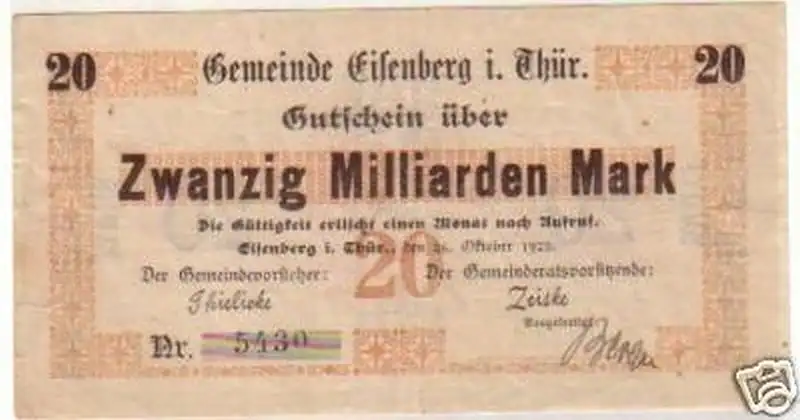 20 Gemeinde Eisenberg i. Thür. 20
Gutschein über
Zwanzig Milliarden Mark
Die Gültigkeit erlischt einen Monat nach Aufruf.
Eisenberg i. Thür., den 26. Oktober 1923.
20
Der Gemeindevorsteher: Der Gemeinderatsvorsitzende:
Thielicke Zeiske
Ausgefertigt:
Nr. 5430